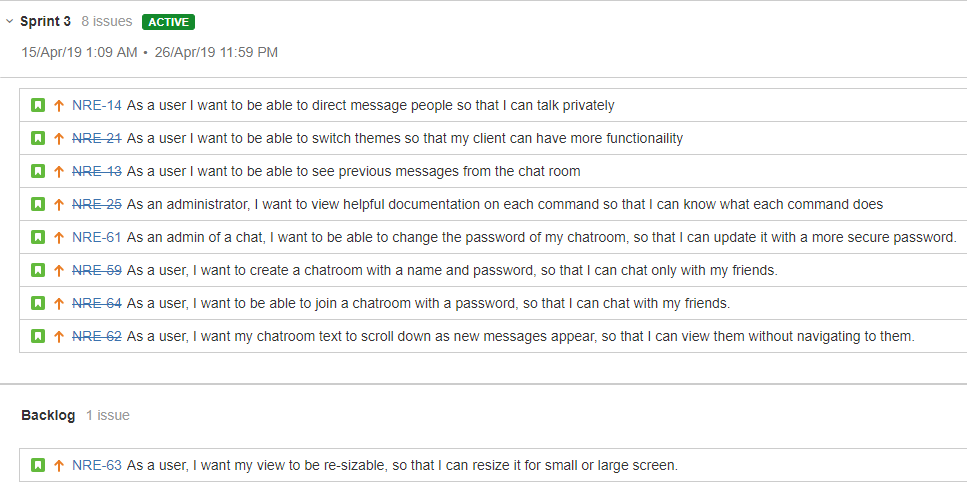 Sprint 3 8 issues ACTIVE
15/Apr/19 1:09 AM • 26/Apr/19 11:59 PM
NRE-14 As a user I want to be able to direct message people so that I can talk privately
NRE-21 As a user I want to be able to switch themes so that my client can have more functionaility
NRE-13 As a user I want to be able to see previous messages from the chat room
NRE-25 As an administrator, I want to view helpful documentation on each command so that I can know what each command does
NRE-61 As an admin of a chat, I want to be able to change the password of my chatroom, so that I can update it with a more secure password.
NRE-59 As a user, I want to create a chatroom with a name and password, so that I can chat only with my friends.
NRE-64 As a user, I want to be able to join a chatroom with a password, so that I can chat with my friends.
NRE-62 As a user, I want my chatroom text to scroll down as new messages appear, so that I can view them without navigating to them.
Backlog 1 issue
NRE-63 As a user, I want my view to be re-sizable, so that I can resize it for small or large screen.